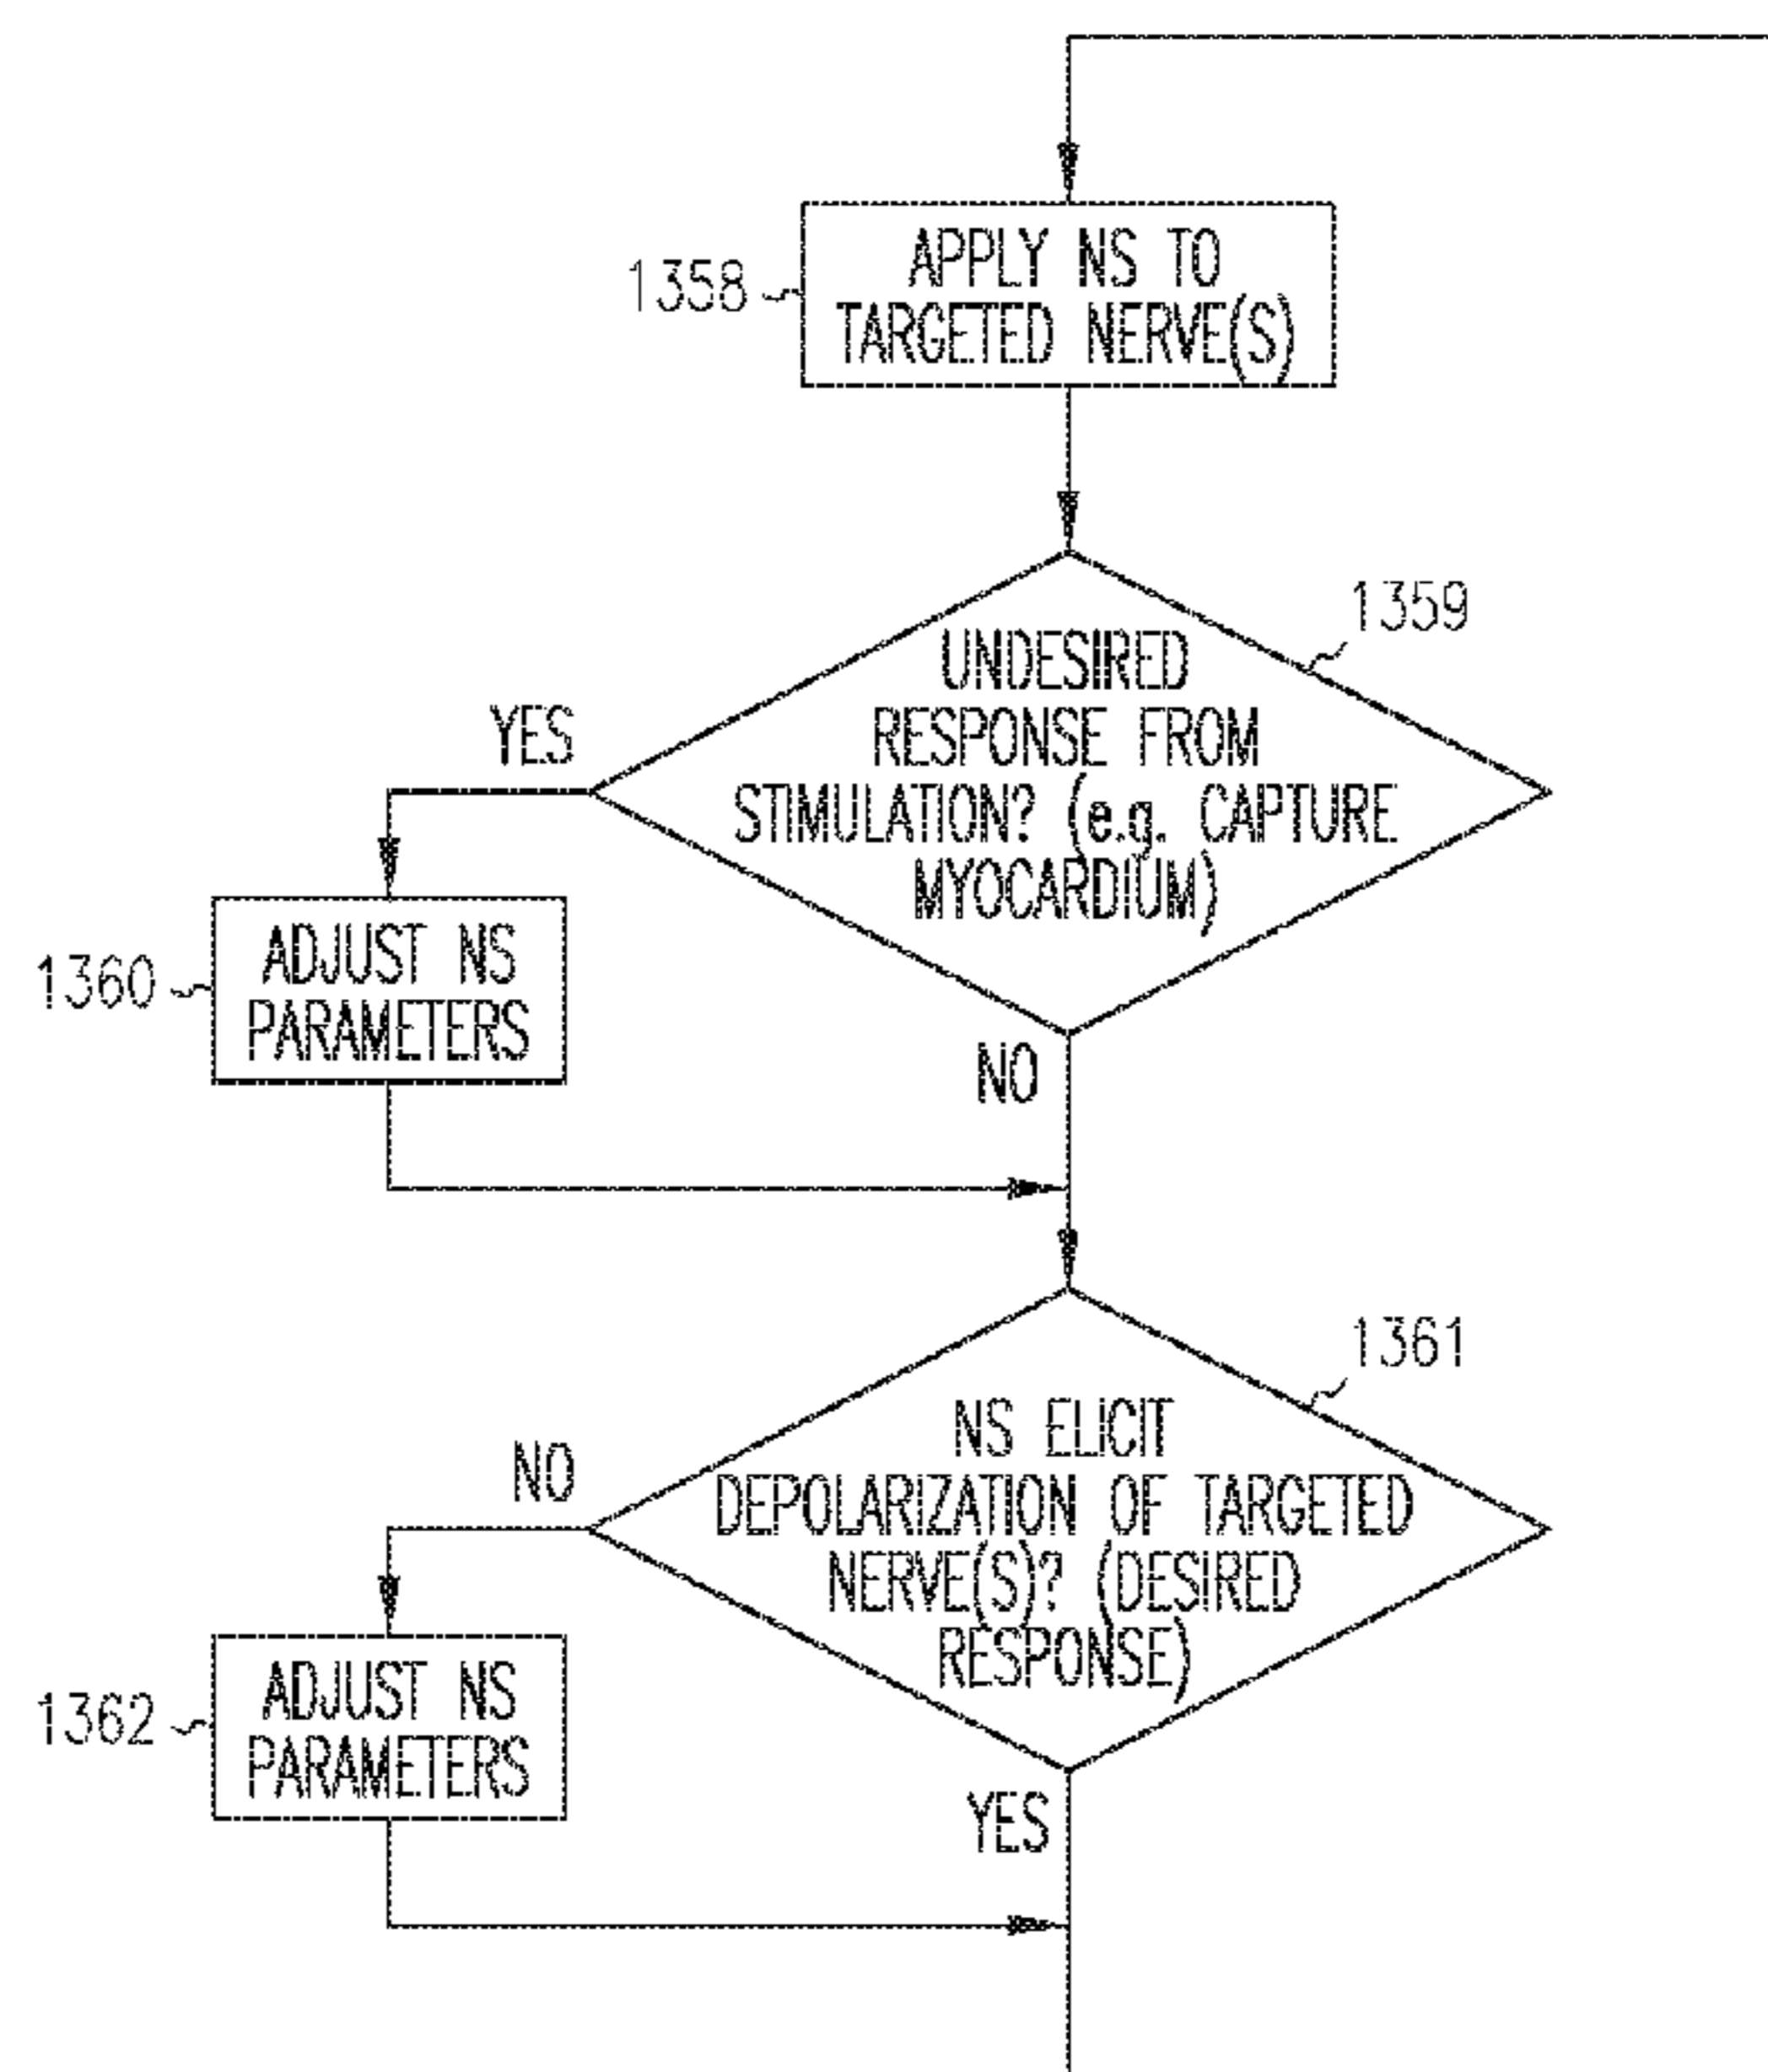 1358
APPLY NS TO
TARGETED NERVE(S)
1359
UNDESIRED
RESPONSE FROM
STIMULATION? (e.g. CAPTURE
MYOCARDIUM)
YES
1360
ADJUST NS
PARAMETERS
NO
1361
NS ELICIT
DEPOLARIZATION OF TARGETED
NERVE(S)? (DESIRED
RESPONSE)
NO
1362
ADJUST NS
PARAMETERS
YES